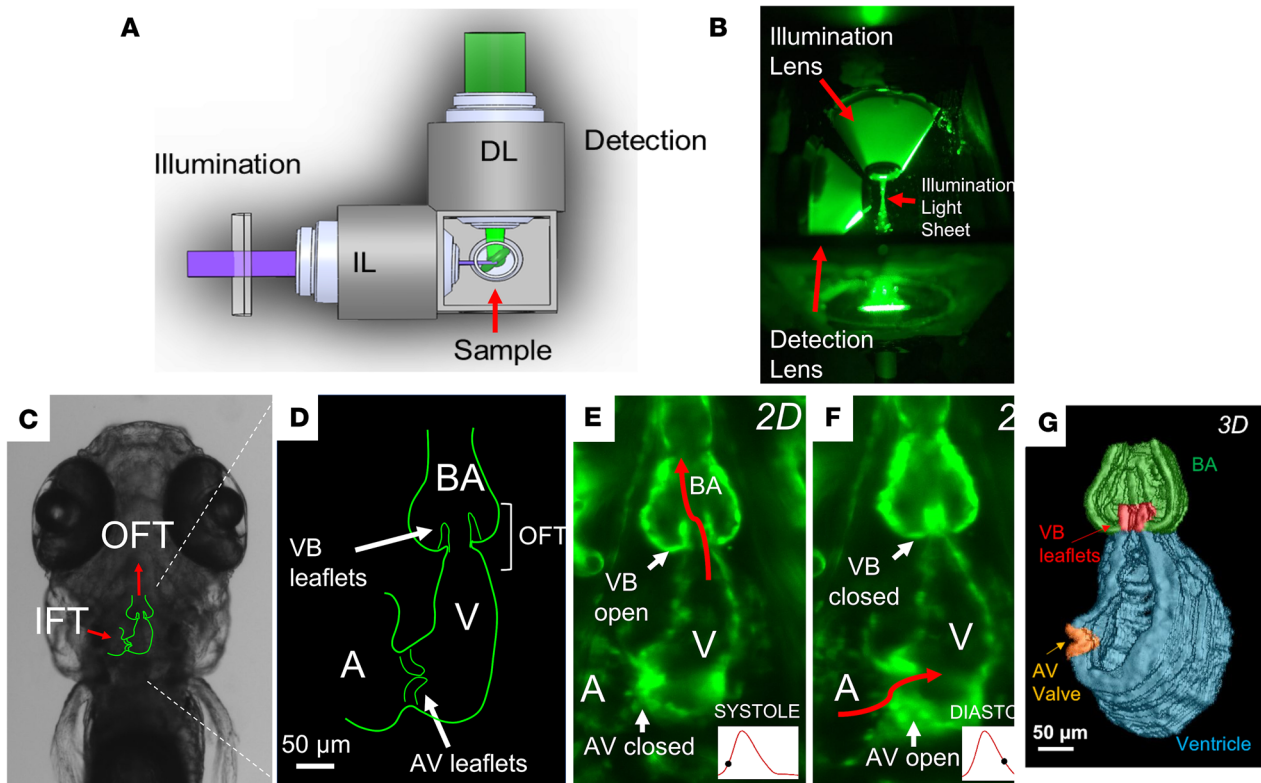 A
Illumination
DL
Detection
IL
Sample
B
Illumination
Lens
Illumination
Light
Sheet
Detection
Lens
C
OFT
IFT
D
BA
VB
leaflets
OFT
V
A
50 µm
AV leaflets
E
2D
BA
VB
open
V
A
SYSTOLE
AV closed
F
2
VB
closed
V
A
DIASTO
AV open
G
3D
BA
VB
leaflets
AV
Valve
50 µm
Ventricle